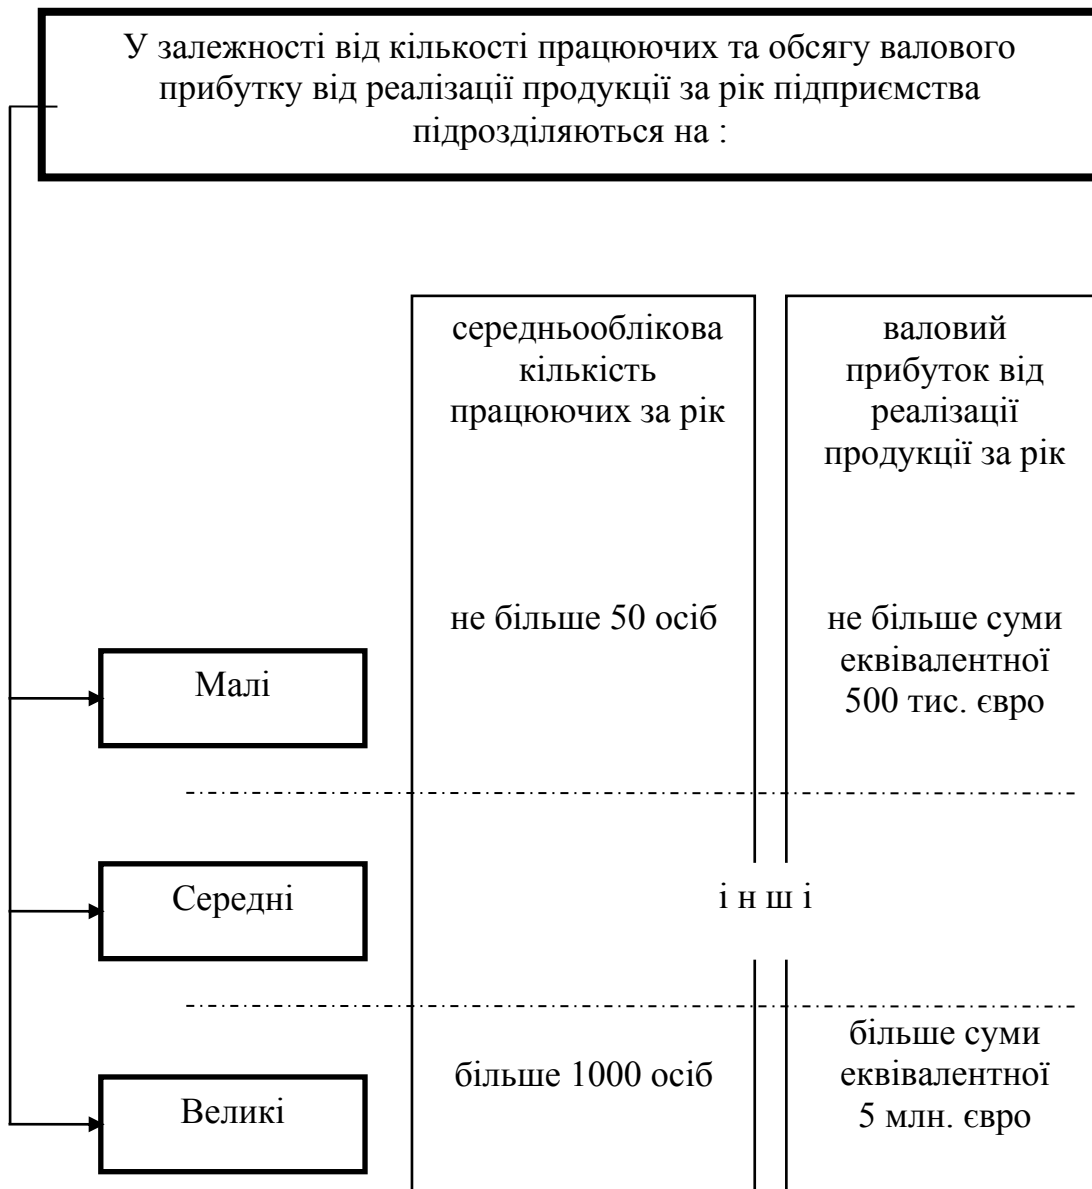 У залежності від кількості працюючих та обсягу валового
прибутку від реалізації продукції за рік підприємства
підрозділяються на :
середньооблікова
кількість
працюючих за рік
валовий
прибуток від
реалізації
продукції за рік
Малі
не більше 50 осіб
не більше суми
еквівалентної
500 тис. євро
Середні
і н ш і
Великі
більше 1000 осіб
більше суми
еквівалентної
5 млн. євро